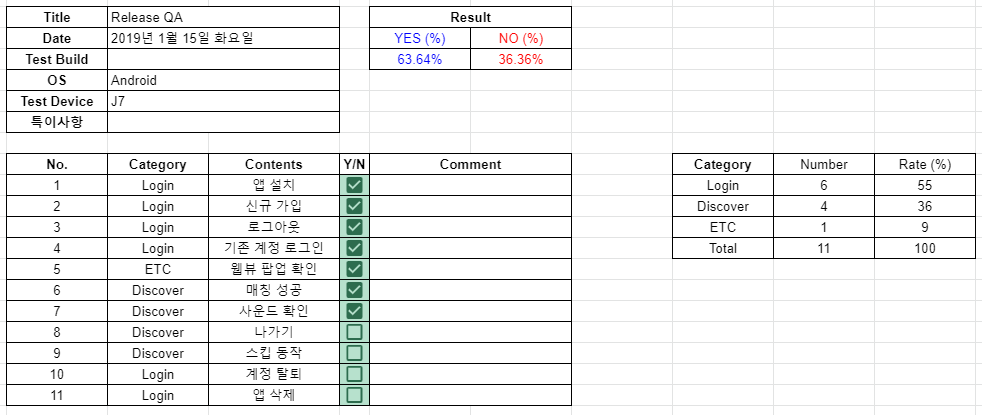 Title Release QA
Date 2019년 1월 15일 화요일
Test Build
OS Android
Test Device J7
특이사항
Result
YES (%) NO (%)
63.64% 36.36%
No. Category Contents Y/N Comment
1 Login 앱 설치
2 Login 신규 가입
3 Login 로그아웃
4 Login 기존 계정 로그인
5 ETC 웹뷰 팝업 확인
6 Discover 매칭 성공
7 Discover 사운드 확인
8 Discover 나가기
9 Discover 스킵 동작
10 Login 계정 탈퇴
11 Login 앱 삭제
Category Number Rate (%)
Login 6 55
Discover 4 36
ETC 1 9
Total 11 100